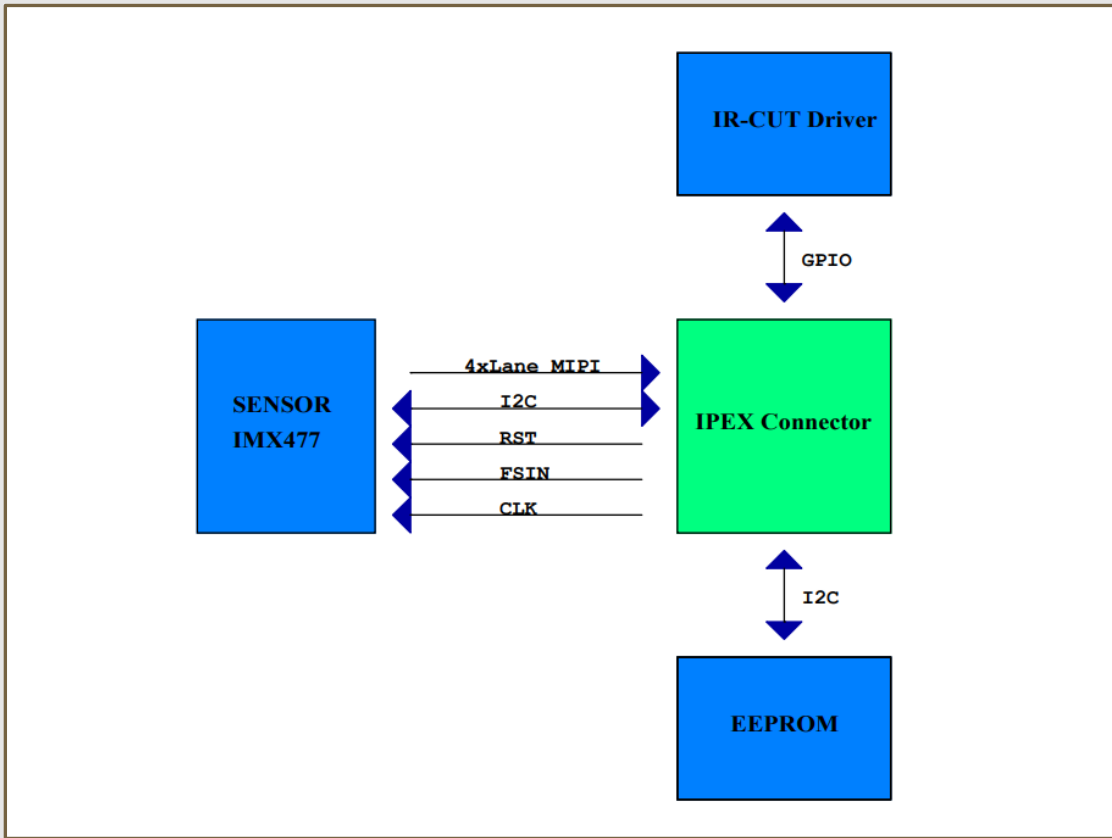 IR-CUT Driver
GPIO
4xLane MIPI
I2C
RST
FSIN
CLK
SENSOR
IMX477
IPEX Connector
I2C
EEPROM